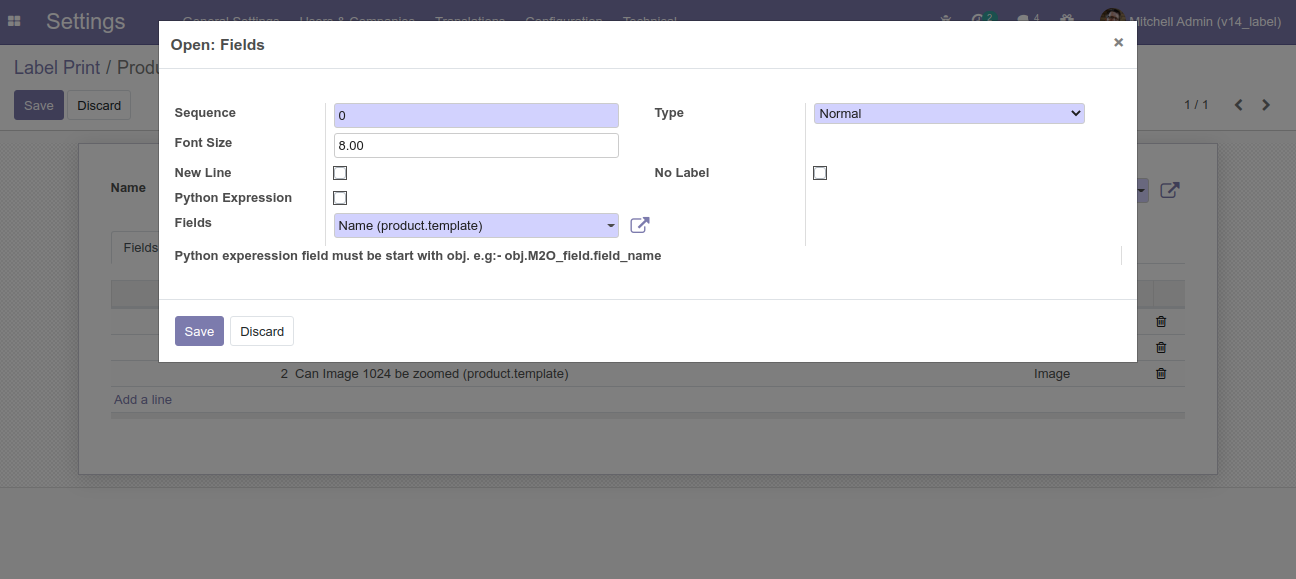 Settings
General Settings Users & Companies Translations Configuration Technical
2
4
Mitchell Admin (v14_label)
Open: Fields
×
Label Print /
1 / 1
Save Discard
Sequence 0 Type Normal
Font Size 8.00
New Line No Label
Name
Python Expression
Fields Name (product.template)
Fields
Python experession field must be start with obj. e.g:- obj.M2O_field.field_name
Save Discard
2 Can Image 1024 be zoomed (product.template) Image
Add a line